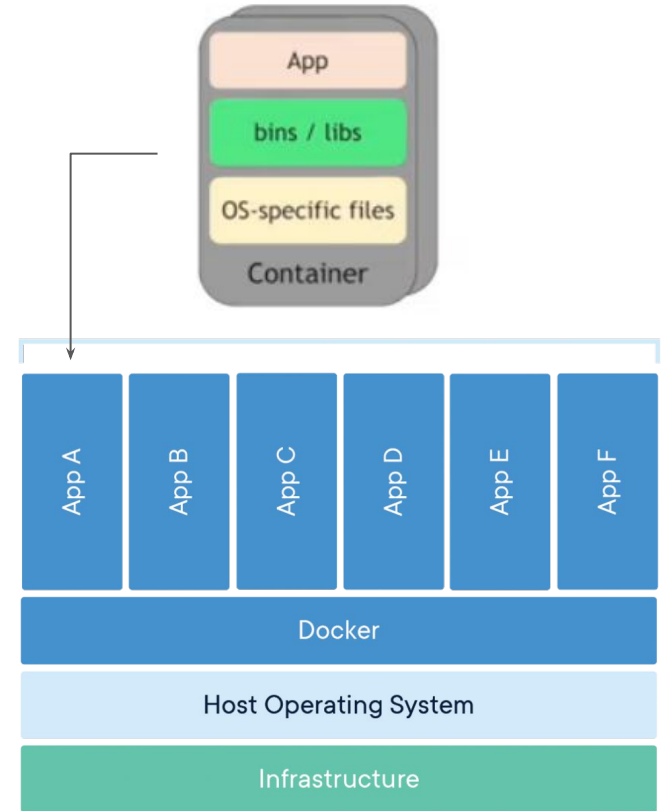 App
bins / libs
OS-specific files
Container
App A
App B
App C
App D
App E
App F
Docker
Host Operating System
Infrastructure